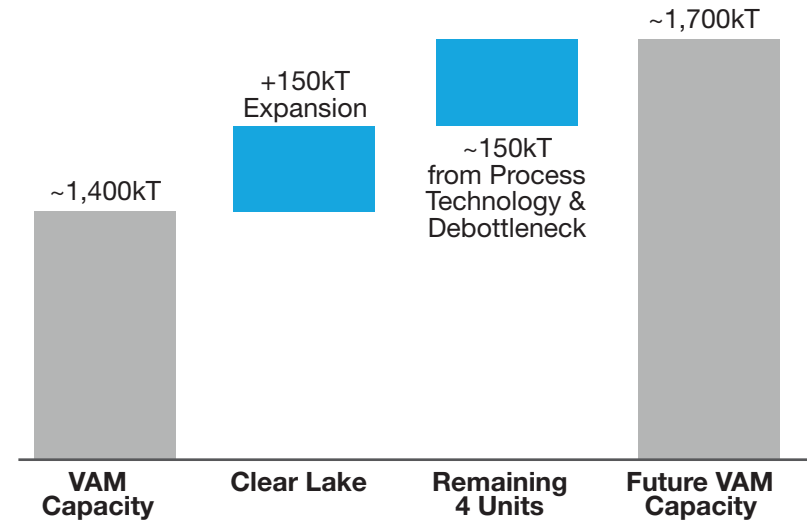 ~1,700kT
+150kT
Expansion
~150kT
from Process
Technology &
Debottleneck
~1,400kT
VAM
Capacity
Clear Lake
Remaining
4 Units
Future VAM
Capacity